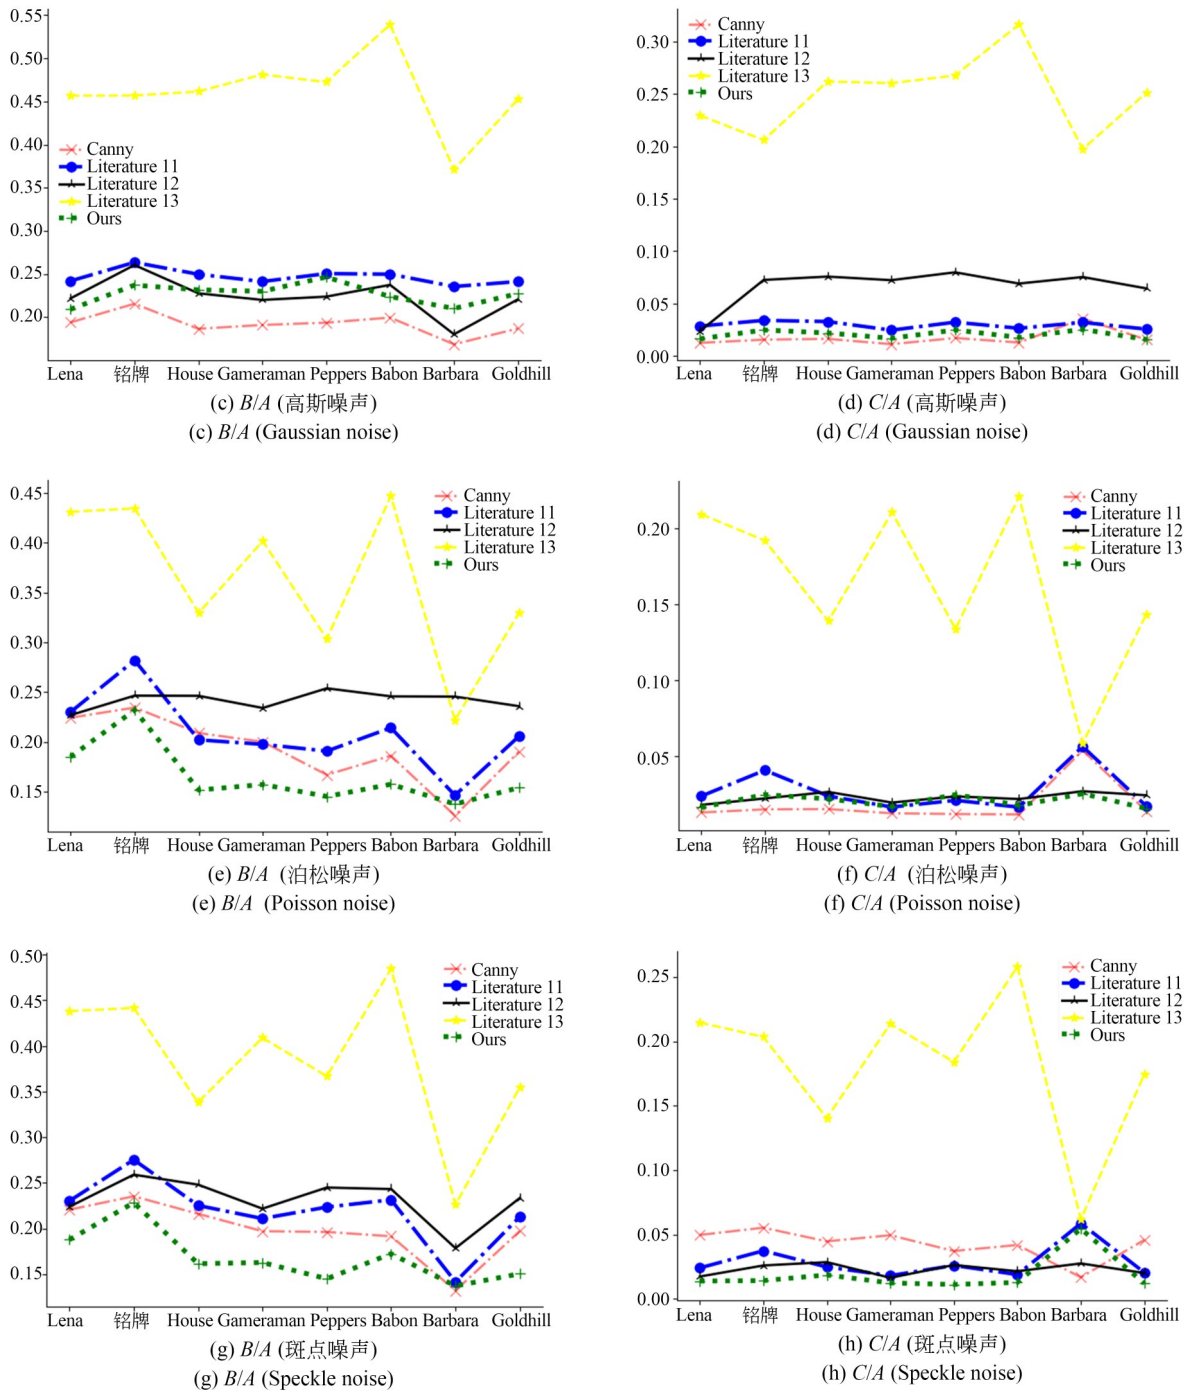 0.55
0.50
0.45
0.40
0.35
0.30
0.25
0.20
Canny
Literature 11
Literature 12
Literature 13
Ours
Lena 铭牌 House Gameraman Peppers Babon Barbara Goldhill
(c) B/A (高斯噪声)
(c) B/A (Gaussian noise)
0.30
0.25
0.20
0.15
0.10
0.05
0.00
Canny
Literature 11
Literature 12
Literature 13
Ours
Lena 铭牌 House Gameraman Peppers Babon Barbara Goldhill
(d) C/A (高斯噪声)
(d) C/A (Gaussian noise)
0.45
0.40
0.35
0.30
0.25
0.20
0.15
Canny
Literature 11
Literature 12
Literature 13
Ours
Lena 铭牌 House Gameraman Peppers Babon Barbara Goldhill
(e) B/A (泊松噪声)
(e) B/A (Poisson noise)
0.20
0.15
0.10
0.05
Canny
Literature 11
Literature 12
Literature 13
Ours
Lena 铭牌 House Gameraman Peppers Babon Barbara Goldhill
(f) C/A (泊松噪声)
(f) C/A (Poisson noise)
0.50
0.45
0.40
0.35
0.30
0.25
0.20
0.15
Canny
Literature 11
Literature 12
Literature 13
Ours
Lena 铭牌 House Gameraman Peppers Babon Barbara Goldhill
(g) B/A (斑点噪声)
(g) B/A (Speckle noise)
0.25
0.20
0.15
0.10
0.05
0.00
Canny
Literature 11
Literature 12
Literature 13
Ours
Lena 铭牌 House Gameraman Peppers Babon Barbara Goldhill
(h) C/A (斑点噪声)
(h) C/A (Speckle noise)